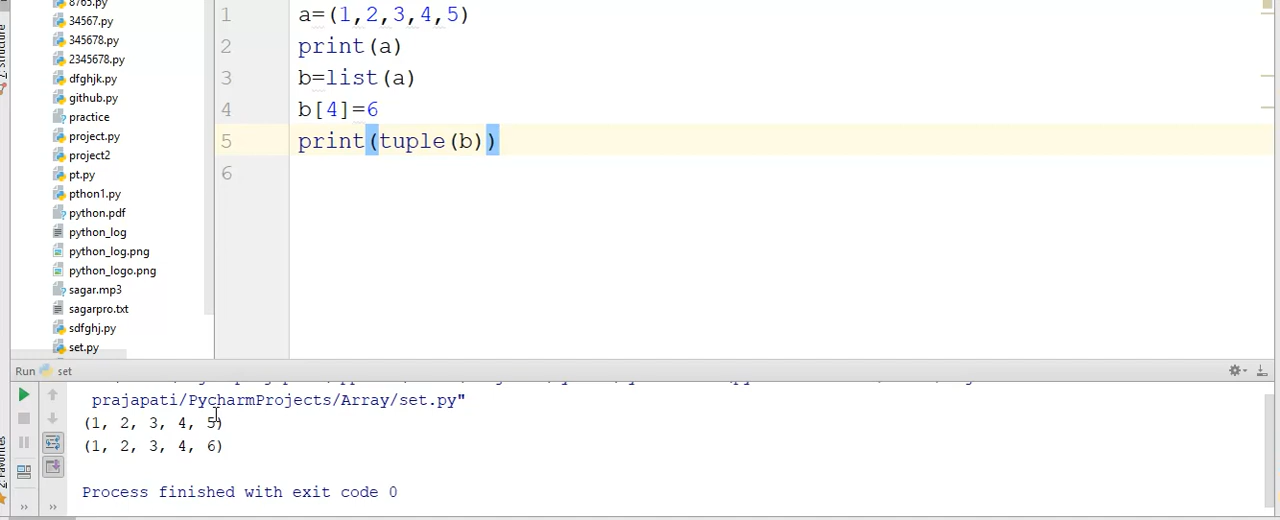 8765.py
34567.py
345678.py
2345678.py
dfghjk.py
github.py
practice
project.py
project2
pt.py
pthon1.py
python.pdf
python_log
python_log.png
python_logo.png
sagar.mp3
sagarpro.txt
sdfghj.py
set.py
1 a=(1,2,3,4,5)
2 print(a)
3 b=list(a)
4 b[4]=6
5 print(tuple(b))
6
Run set
prajapati/PycharmProjects/Array/set.py"
(1, 2, 3, 4, 5)
(1, 2, 3, 4, 6)
Process finished with exit code 0
Z: Structure
2: Favorites